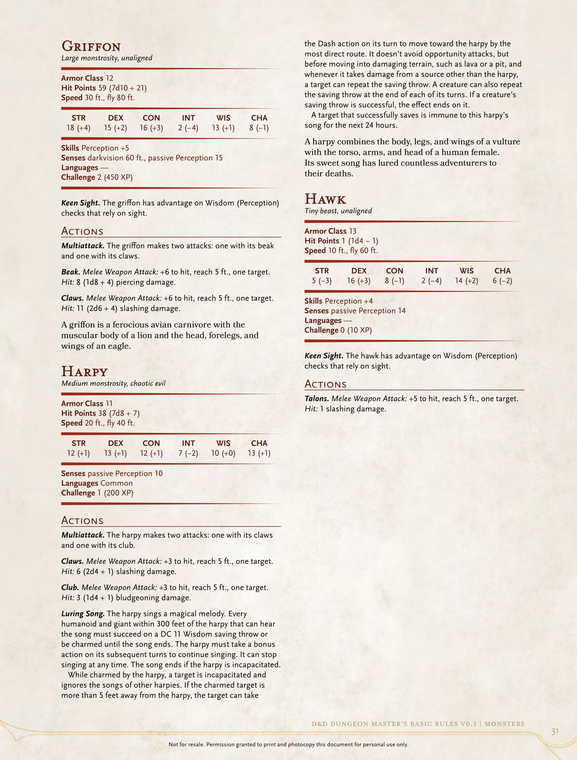 Griffon
Large monstrosity, unaligned
Armor Class 12
Hit Points 59 (7d10 + 21)
Speed 30 ft., fly 80 ft.
STR DEX CON INT WIS CHA
18 (+4) 15 (+2) 16 (+3) 2 (−4) 13 (+1) 8 (−1)
Skills Perception +5
Senses darkvision 60 ft., passive Perception 15
Languages —
Challenge 2 (450 XP)
Keen Sight. The griffon has advantage on Wisdom (Perception)
checks that rely on sight.
Actions
Multiattack. The griffon makes two attacks: one with its beak
and one with its claws.
Beak. Melee Weapon Attack: +6 to hit, reach 5 ft., one target.
Hit: 8 (1d8 + 4) piercing damage.
Claws. Melee Weapon Attack: +6 to hit, reach 5 ft., one target.
Hit: 11 (2d6 + 4) slashing damage.
A griffon is a ferocious avian carnivore with the
muscular body of a lion and the head, forelegs, and
wings of an eagle.
Harpy
Medium monstrosity, chaotic evil
Armor Class 11
Hit Points 38 (7d8 + 7)
Speed 20 ft., fly 40 ft.
STR DEX CON INT WIS CHA
12 (+1) 13 (+1) 12 (+1) 7 (−2) 10 (+0) 13 (+1)
Senses passive Perception 10
Languages Common
Challenge 1 (200 XP)
Actions
Multiattack. The harpy makes two attacks: one with its claws
and one with its club.
Claws. Melee Weapon Attack: +3 to hit, reach 5 ft., one target.
Hit: 6 (2d4 + 1) slashing damage.
Club. Melee Weapon Attack: +3 to hit, reach 5 ft., one target.
Hit: 3 (1d4 + 1) bludgeoning damage.
Luring Song. The harpy sings a magical melody. Every
humanoid and giant within 300 feet of the harpy that can hear
the song must succeed on a DC 11 Wisdom saving throw or
be charmed until the song ends. The harpy must take a bonus
action on its subsequent turns to continue singing. It can stop
singing at any time. The song ends if the harpy is incapacitated.
While charmed by the harpy, a target is incapacitated and
ignores the songs of other harpies. If the charmed target is
more than 5 feet away from the harpy, the target can take
the Dash action on its turn to move toward the harpy by the
most direct route. It doesn't avoid opportunity attacks, but
before moving into damaging terrain, such as lava or a pit, and
whenever it takes damage from a source other than the harpy,
a target can repeat the saving throw. A creature can also repeat
the saving throw at the end of each of its turns. If a creature's
saving throw is successful, the effect ends on it.
A target that successfully saves is immune to this harpy's
song for the next 24 hours.
A harpy combines the body, legs, and wings of a vulture
with the torso, arms, and head of a human female.
Its sweet song has lured countless adventurers to
their deaths.
Hawk
Tiny beast, unaligned
Armor Class 13
Hit Points 1 (1d4 − 1)
Speed 10 ft., fly 60 ft.
STR DEX CON INT WIS CHA
5 (−3) 16 (+3) 8 (−1) 2 (−4) 14 (+2) 6 (−2)
Skills Perception +4
Senses passive Perception 14
Languages —
Challenge 0 (10 XP)
Keen Sight. The hawk has advantage on Wisdom (Perception)
checks that rely on sight.
Actions
Talons. Melee Weapon Attack: +5 to hit, reach 5 ft., one target.
Hit: 1 slashing damage.
D&D Dungeon Master's Basic Rules v0.3 | Monsters
31
Not for resale. Permission granted to print and photocopy this document for personal use only.